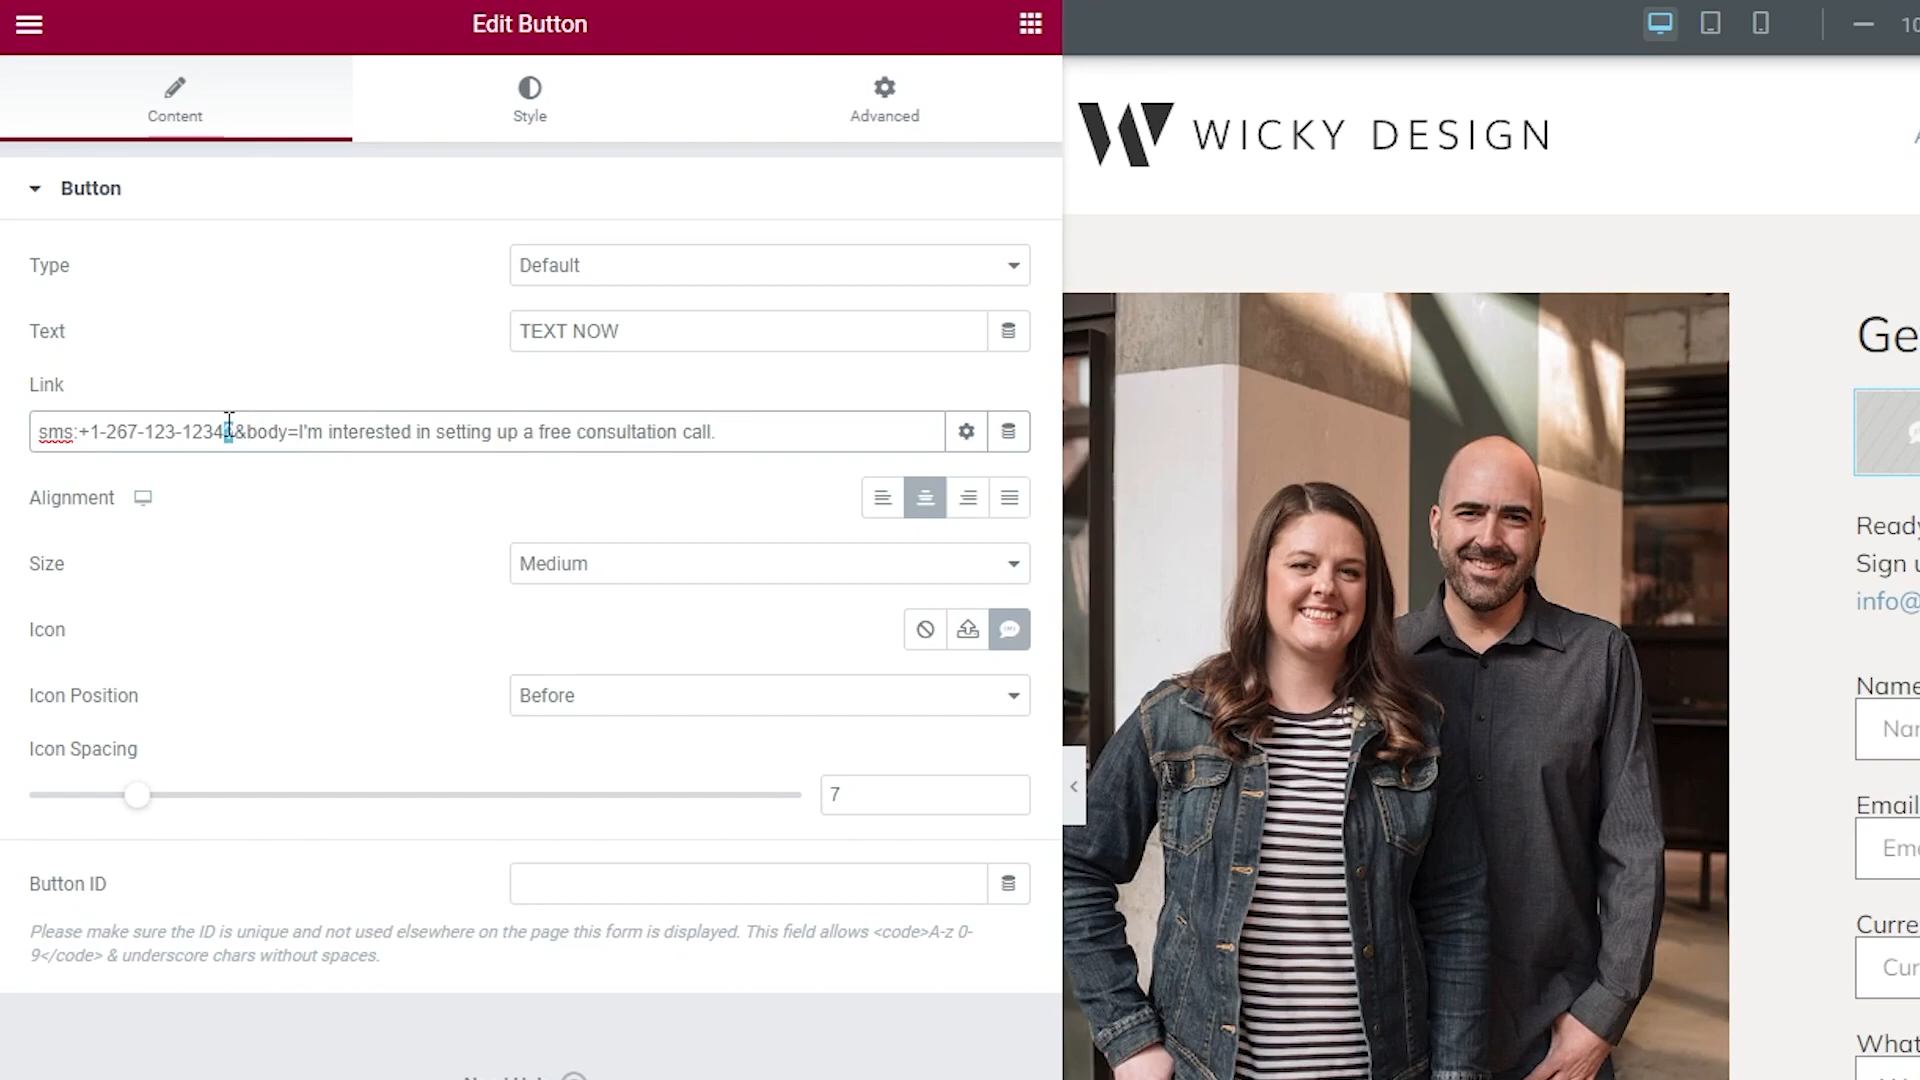 Edit Button
10
Content
Style
Advanced
WICKY DESIGN
Button
Type
Default
Text
TEXT NOW
Link
sms:+1-267-123-1234&&body=I'm interested in setting up a free consultation call.
Alignment
Size
Medium
Icon
Icon Position
Before
Icon Spacing
7
Button ID
Please make sure the ID is unique and not used elsewhere on the page this form is displayed. This field allows <code>A-z 0-
9</code> & underscore chars without spaces.
Ge
Ready
Sign u
info@
Name
Nar
Email
Ema
Curre
Cur
What